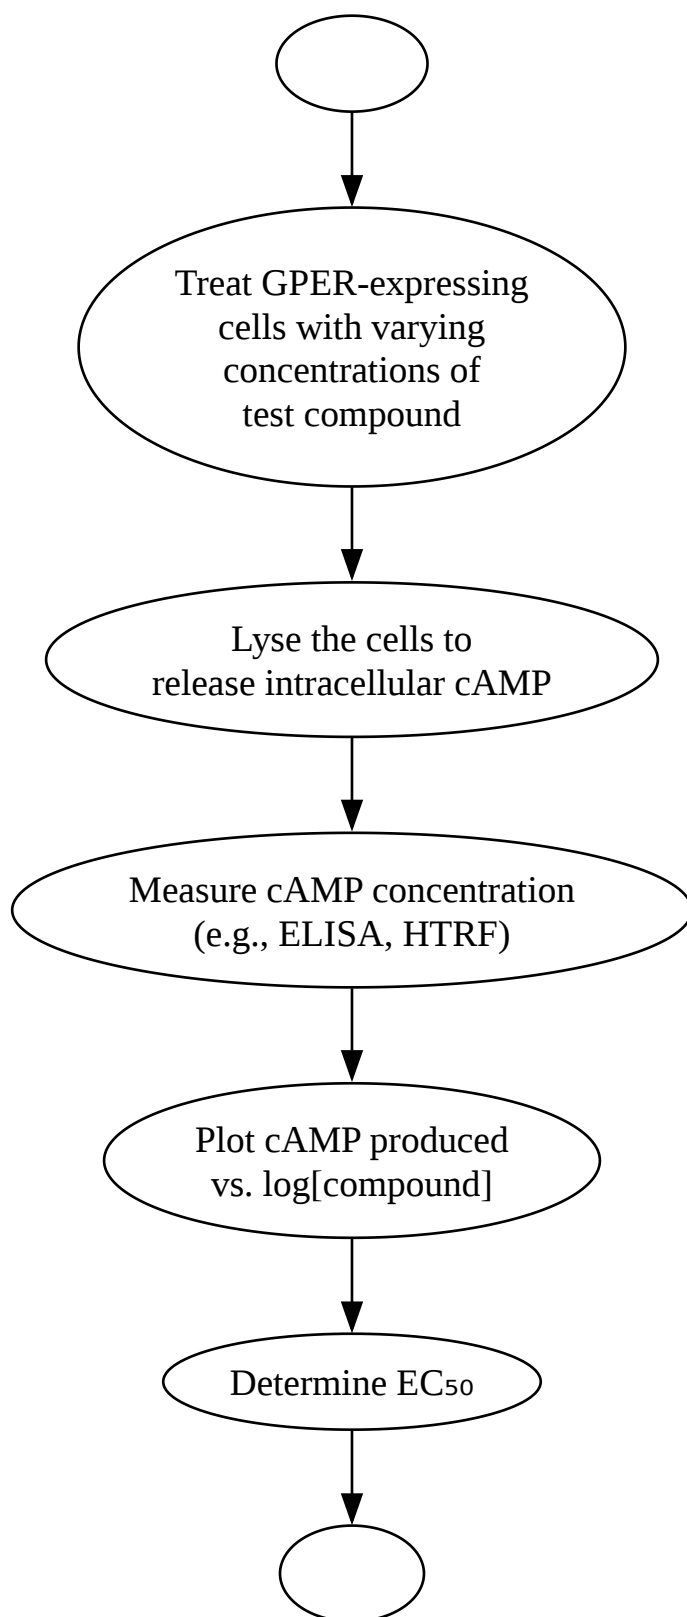 Treat GPER-expressing
cells with varying
concentrations of
test compound
Lyse the cells to
release intracellular cAMP
Measure cAMP concentration
(e.g., ELISA, HTRF)
Plot cAMP produced
vs. log[compound]
Determine EC₅₀